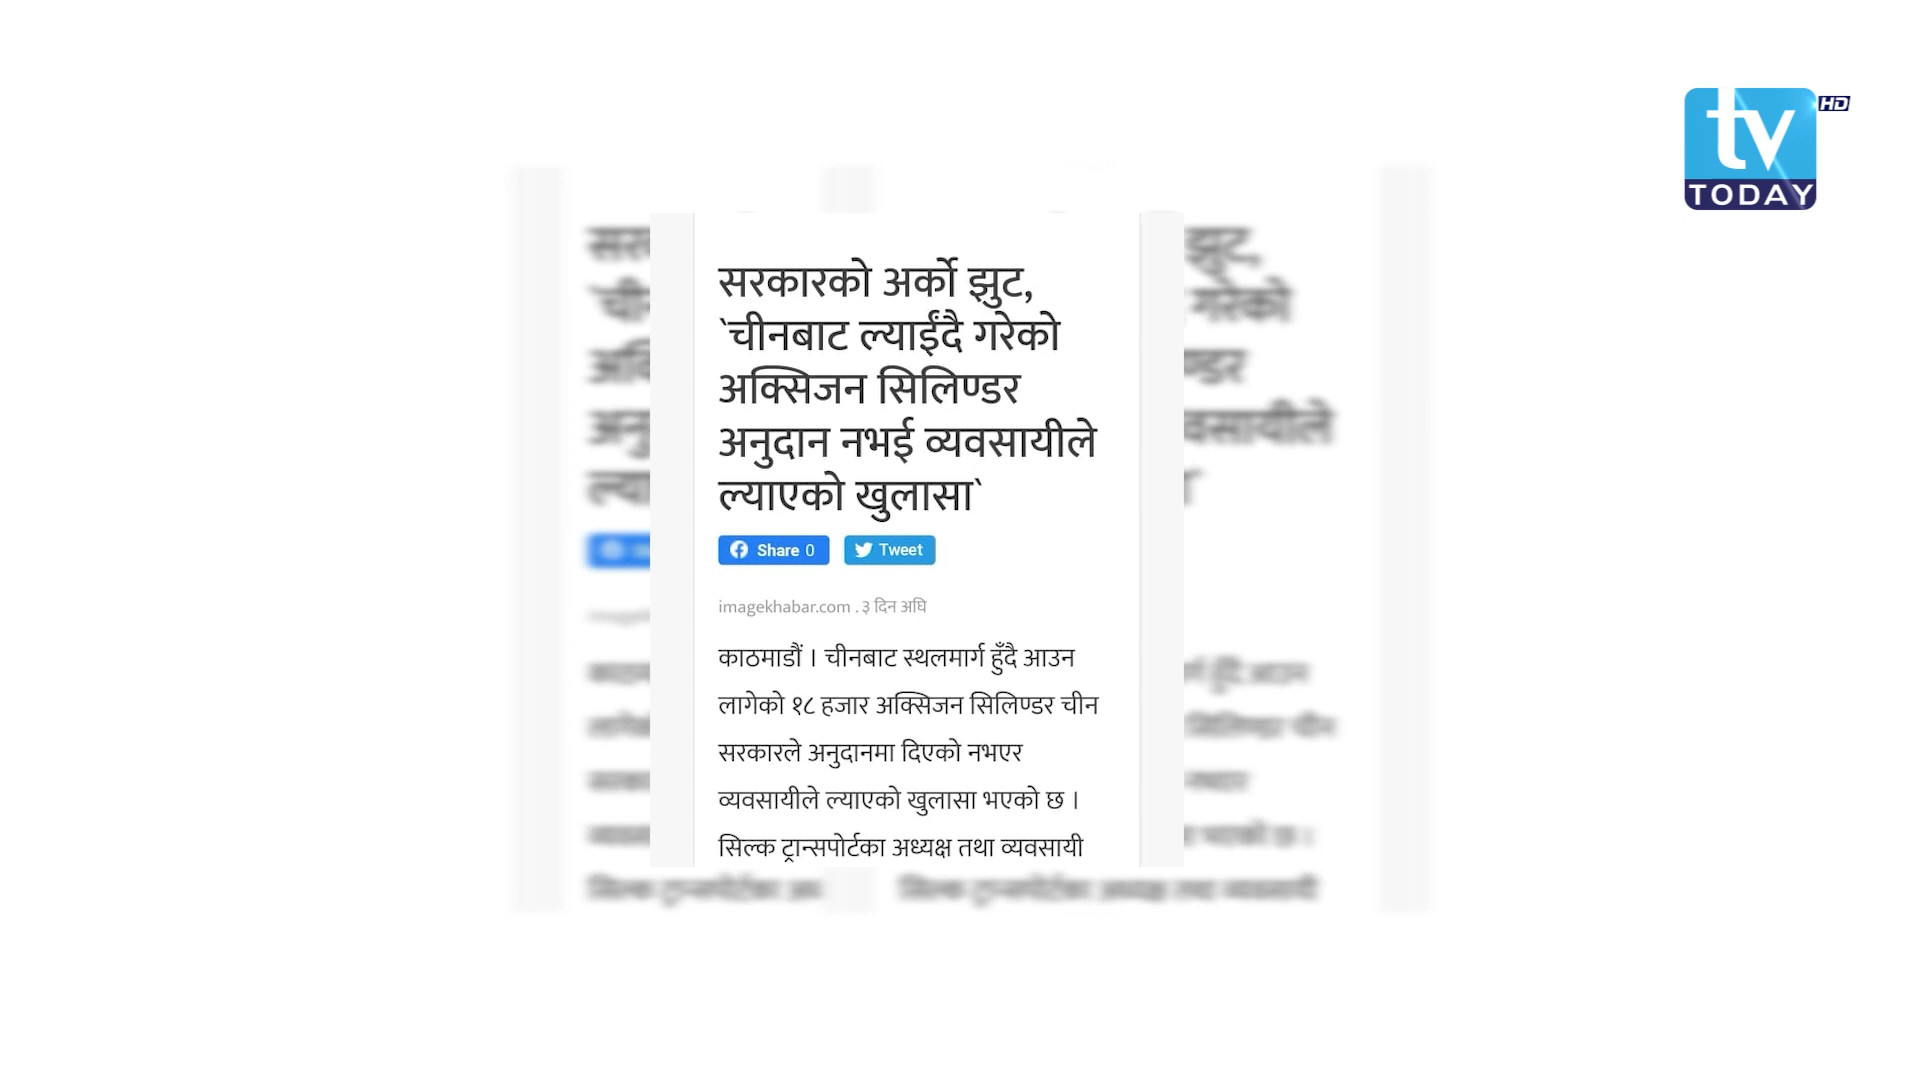 tv
HD
TODAY
सरकारको अर्को झुट,
`चीनबाट ल्याईंदै गरेको
अक्सिजन सिलिण्डर
अनुदान नभई व्यवसायीले
ल्याएको खुलासा`
Share 0
Tweet
imagekhabar.com . ३ दिन अघि
काठमाडौं । चीनबाट स्थलमार्ग हुँदै आउन
लागेको १८ हजार अक्सिजन सिलिण्डर चीन
सरकारले अनुदानमा दिएको नभएर
व्यवसायीले ल्याएको खुलासा भएको छ ।
सिल्क ट्रान्सपोर्टका अध्यक्ष तथा व्यवसायी